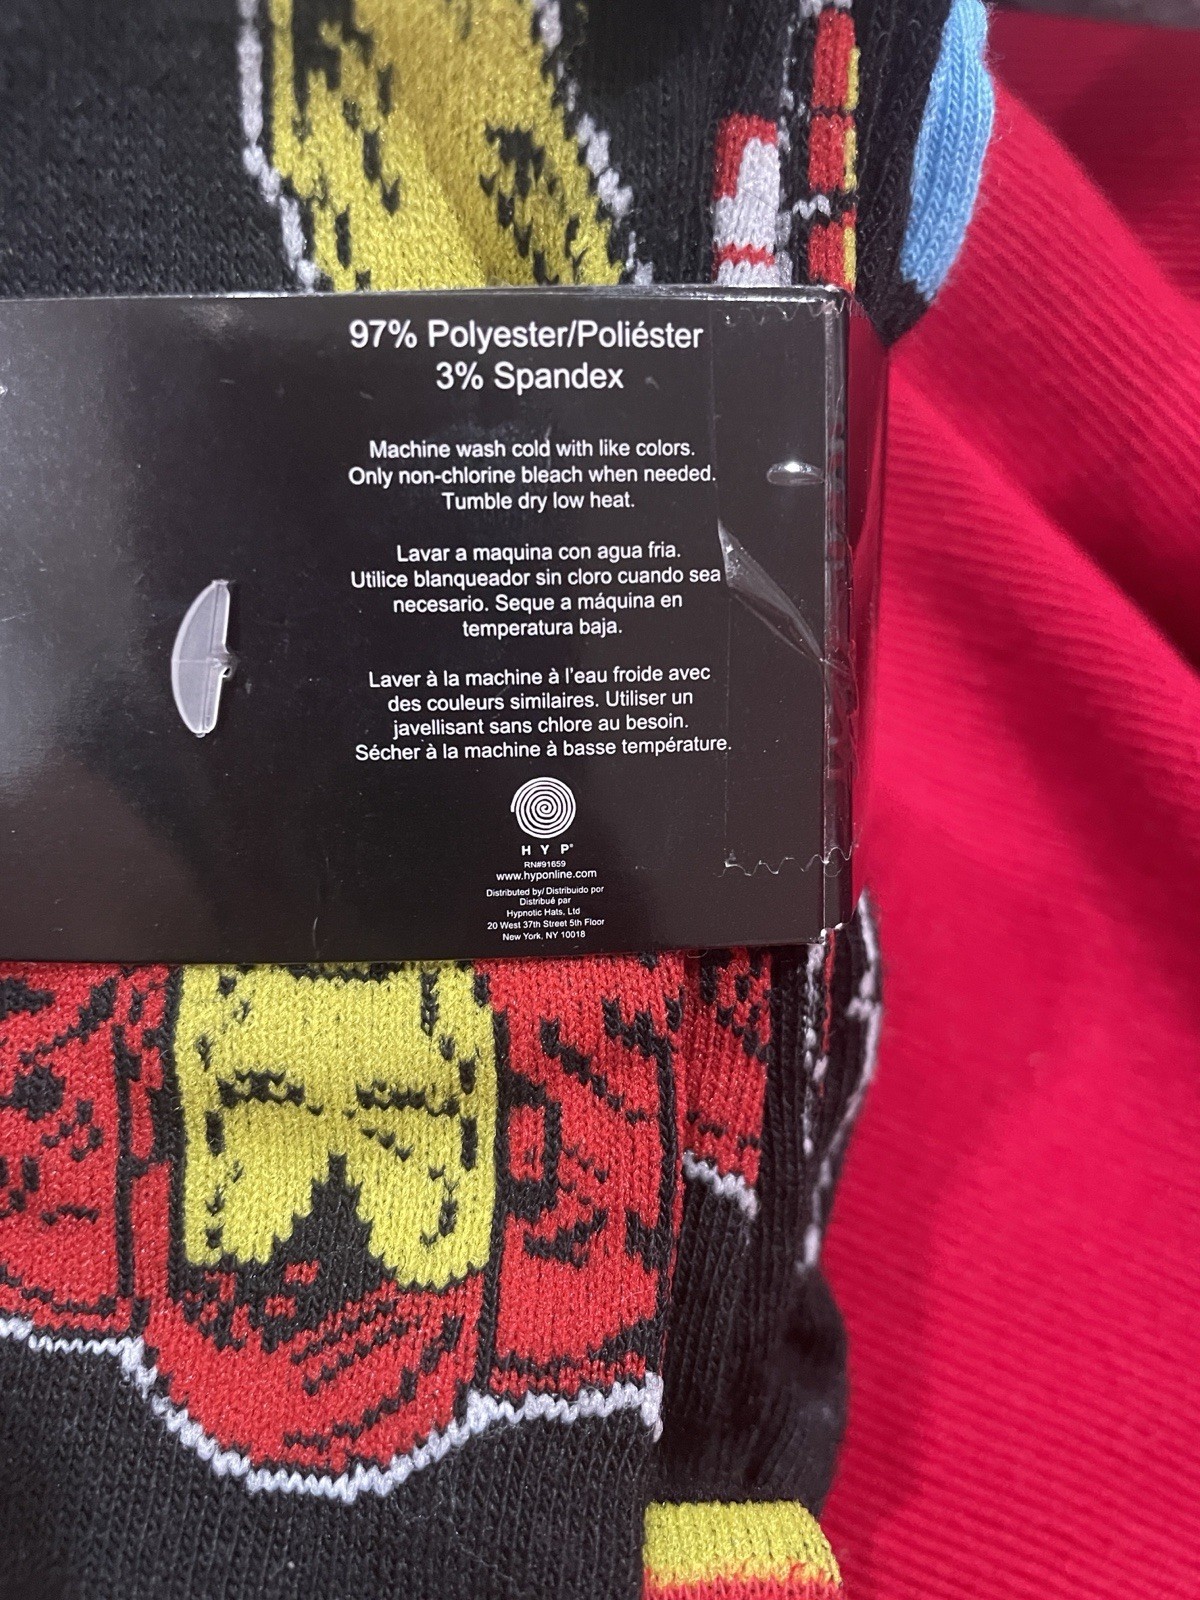 97% Polyester/Poliéster
3% Spandex
Machine wash cold with like colors.
Only non-chlorine bleach when needed.
Tumble dry low heat.
Lavar a maquina con agua fria.
Utilice blanqueador sin cloro cuando sea
necesario. Seque a máquina en
temperatura baja.
Laver à la machine à l'eau froide avec
des couleurs similaires. Utiliser un
javellisant sans chlore au besoin.
Sécher à la machine à basse température.
HYP®
RN#91659
www.hyponline.com
Distributed by/ Distribuido por
Distribué par
Hypnotic Hats, Ltd
20 West 37th Street 5th Floor
New York, NY 10018